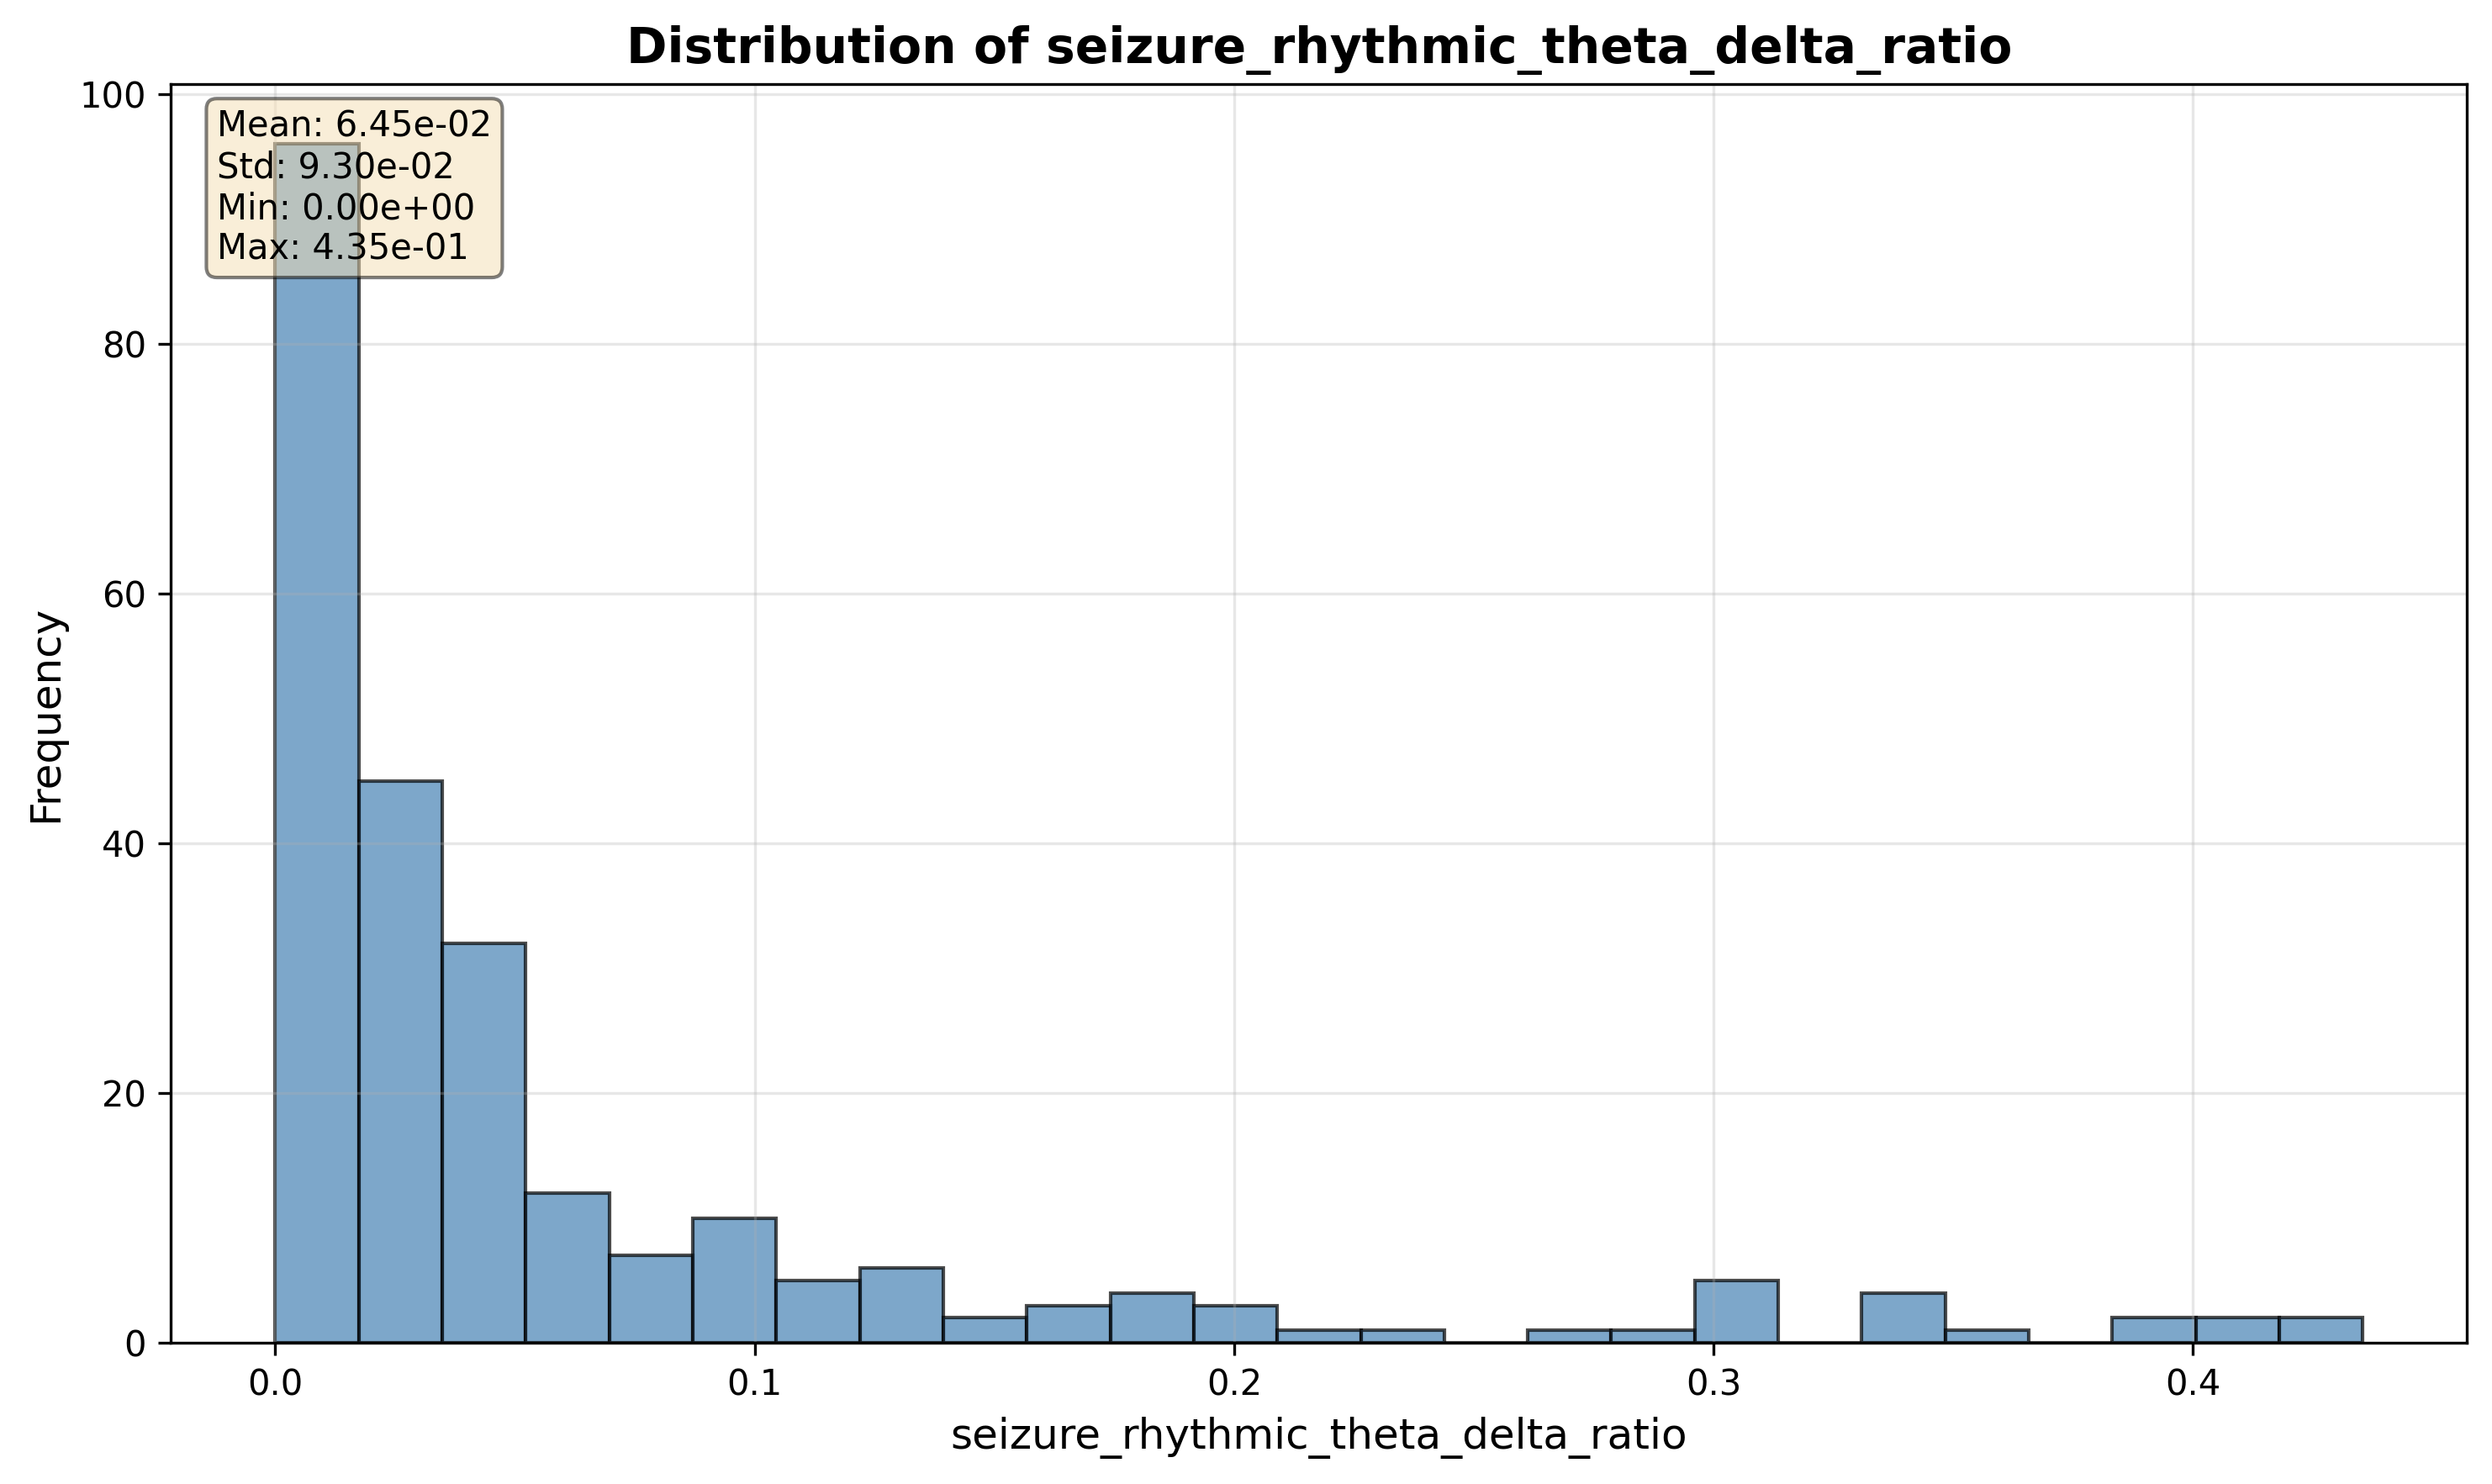 Distribution of seizure_rhythmic_theta_delta_ratio
Mean: 6.45e-02
Std: 9.30e-02
Min: 0.00e+00
Max: 4.35e-01
100
80
60
40
20
0
Frequency
0.0 0.1 0.2 0.3 0.4
seizure_rhythmic_theta_delta_ratio